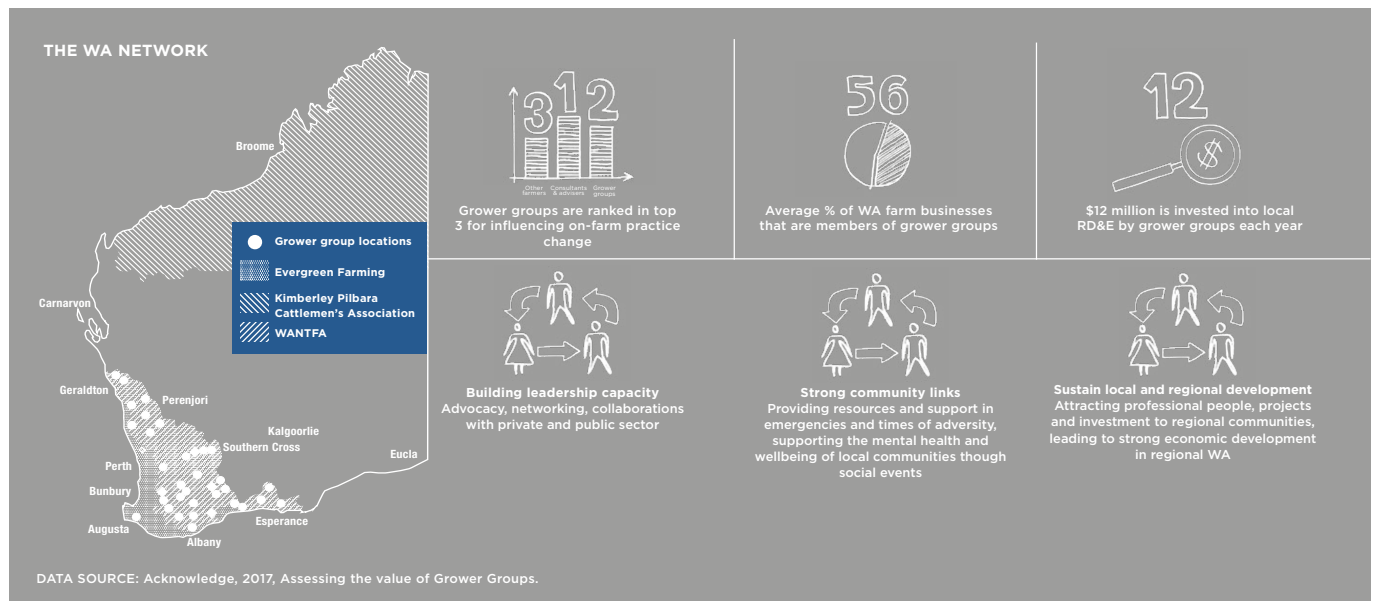 THE WA NETWORK
Broome
Carnarvon
Geraldton
Perenjori
Kalgoorlie
Southern Cross
Eucla
Perth
Bunbury
Augusta
Esperance
Albany
Grower group locations
Evergreen Farming
Kimberley Pilbara
Cattlemen's Association
WANTFA
3 1 2
Other Consultants Grower
farmers & advisers groups
Grower groups are ranked in top
3 for influencing on-farm practice
change
56
Average % of WA farm businesses
that are members of grower groups
12
$
$12 million is invested into local
RD&E by grower groups each year
Building leadership capacity
Advocacy, networking, collaborations
with private and public sector
Strong community links
Providing resources and support in
emergencies and times of adversity,
supporting the mental health and
wellbeing of local communities though
social events
Sustain local and regional development
Attracting professional people, projects
and investment to regional communities,
leading to strong economic development
in regional WA
DATA SOURCE: Acknowledge, 2017, Assessing the value of Grower Groups.